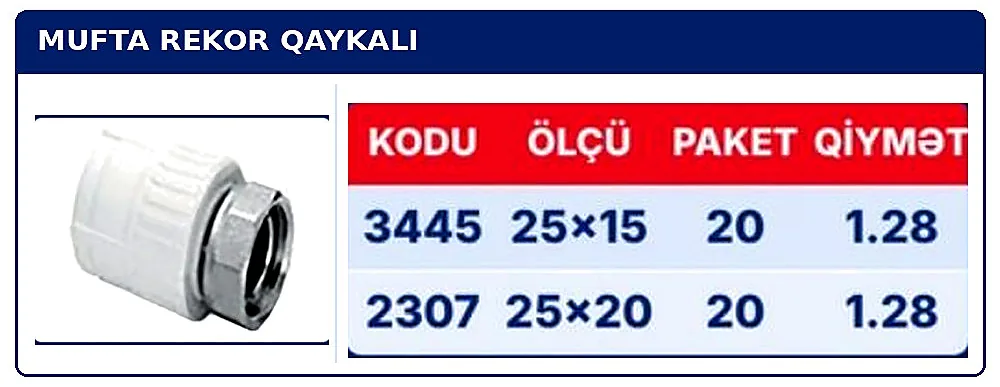 MUFTA REKOR QAYKALI
KODU ÖLÇÜ PAKET QİYMƏT
3445 25×15 20 1.28
2307 25×20 20 1.28